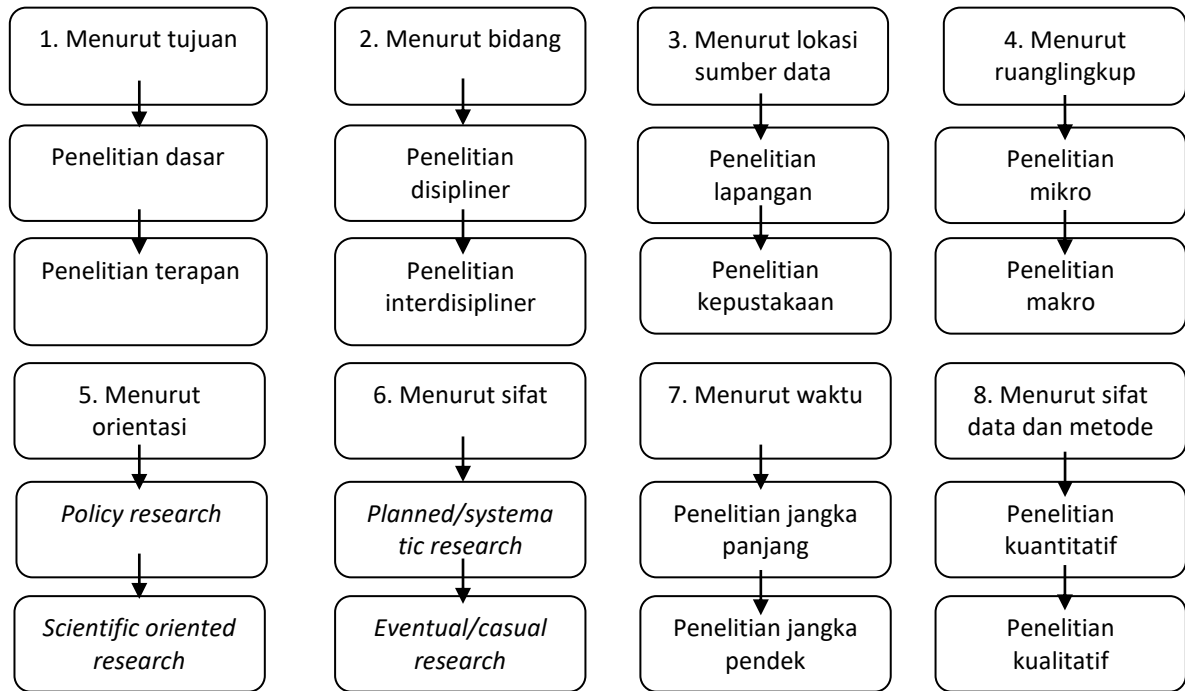 1. Menurut tujuan
Penelitian dasar
Penelitian terapan
2. Menurut bidang
Penelitian
disipliner
Penelitian
interdisipliner
3. Menurut lokasi
sumber data
Penelitian
lapangan
Penelitian
kepustakaan
4. Menurut
ruanglingkup
Penelitian
mikro
Penelitian
makro
5. Menurut
orientasi
Policy research
Scientific oriented
research
6. Menurut sifat
Planned/systema
tic research
Eventual/casual
research
7. Menurut waktu
Penelitian jangka
panjang
Penelitian jangka
pendek
8. Menurut sifat
data dan metode
Penelitian
kuantitatif
Penelitian
kualitatif